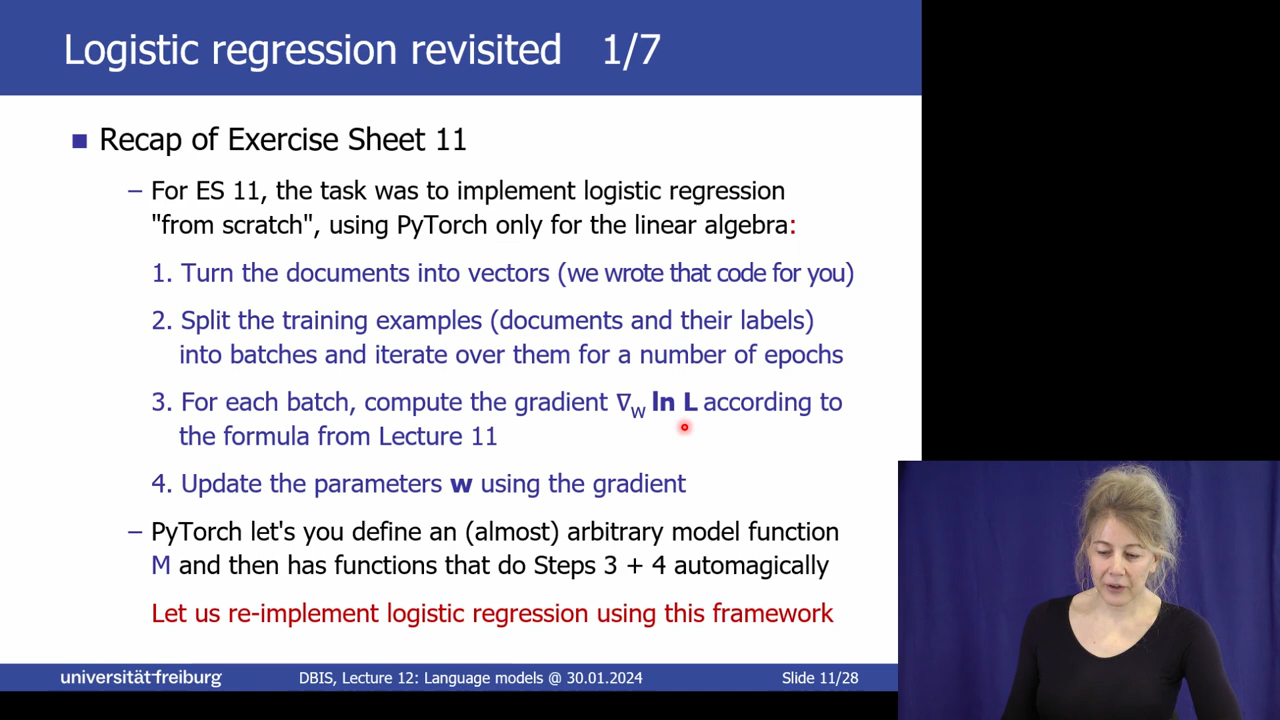 Logistic regression revisited 1/7
Recap of Exercise Sheet 11
– For ES 11, the task was to implement logistic regression
"from scratch", using PyTorch only for the linear algebra:
1. Turn the documents into vectors (we wrote that code for you)
2. Split the training examples (documents and their labels)
into batches and iterate over them for a number of epochs
3. For each batch, compute the gradient ∇w ln L according to
the formula from Lecture 11
4. Update the parameters w using the gradient
– PyTorch let's you define an (almost) arbitrary model function
M and then has functions that do Steps 3 + 4 automagically
Let us re-implement logistic regression using this framework
universität freiburg DBIS, Lecture 12: Language models @ 30.01.2024 Slide 11/28